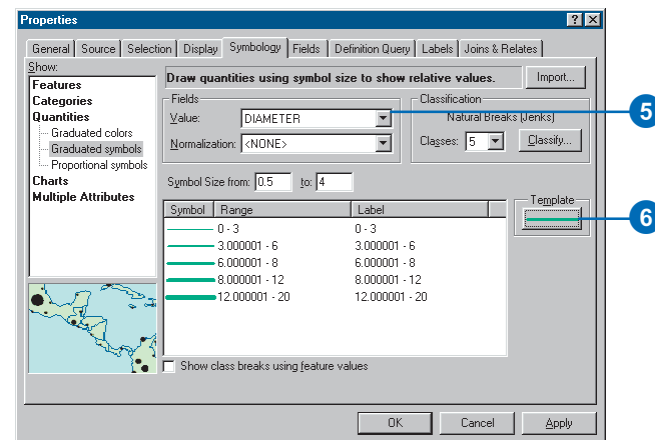 Properties
General Source Selection Display Symbology Fields Definition Query Labels Joins & Relates
Show:
Features
Categories
Quantities
Graduated colors
Graduated symbols
Proportional symbols
Charts
Multiple Attributes
Draw quantities using symbol size to show relative values.
Import...
Fields
Value: DIAMETER
Normalization: <NONE>
Classification
Natural Breaks (Jenks)
Classes: 5 Classify...
5
Symbol Size from: 0.5 to: 4
Symbol Range Label
0 - 3 0 - 3
3.000001 - 6 3.000001 - 6
6.000001 - 8 6.000001 - 8
8.000001 - 12 8.000001 - 12
12.000001 - 20 12.000001 - 20
Template
6
Show class breaks using feature values
OK Cancel Apply